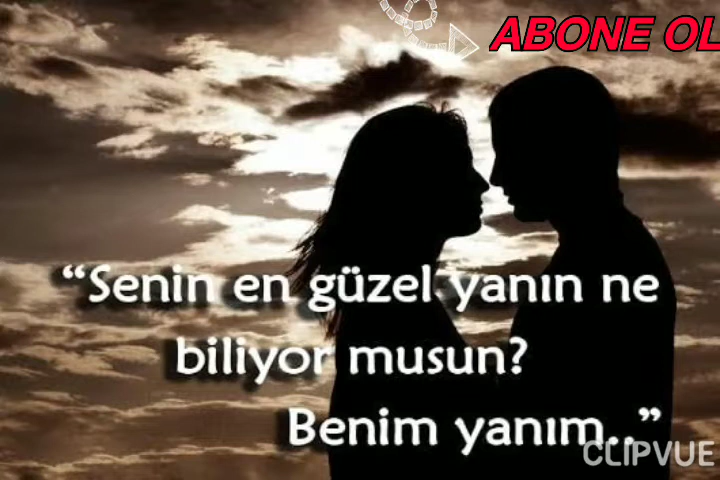 ABONE OL
“Senin en güzel yanın ne
biliyor musun?
Benim yanım..”
CLIPVUE